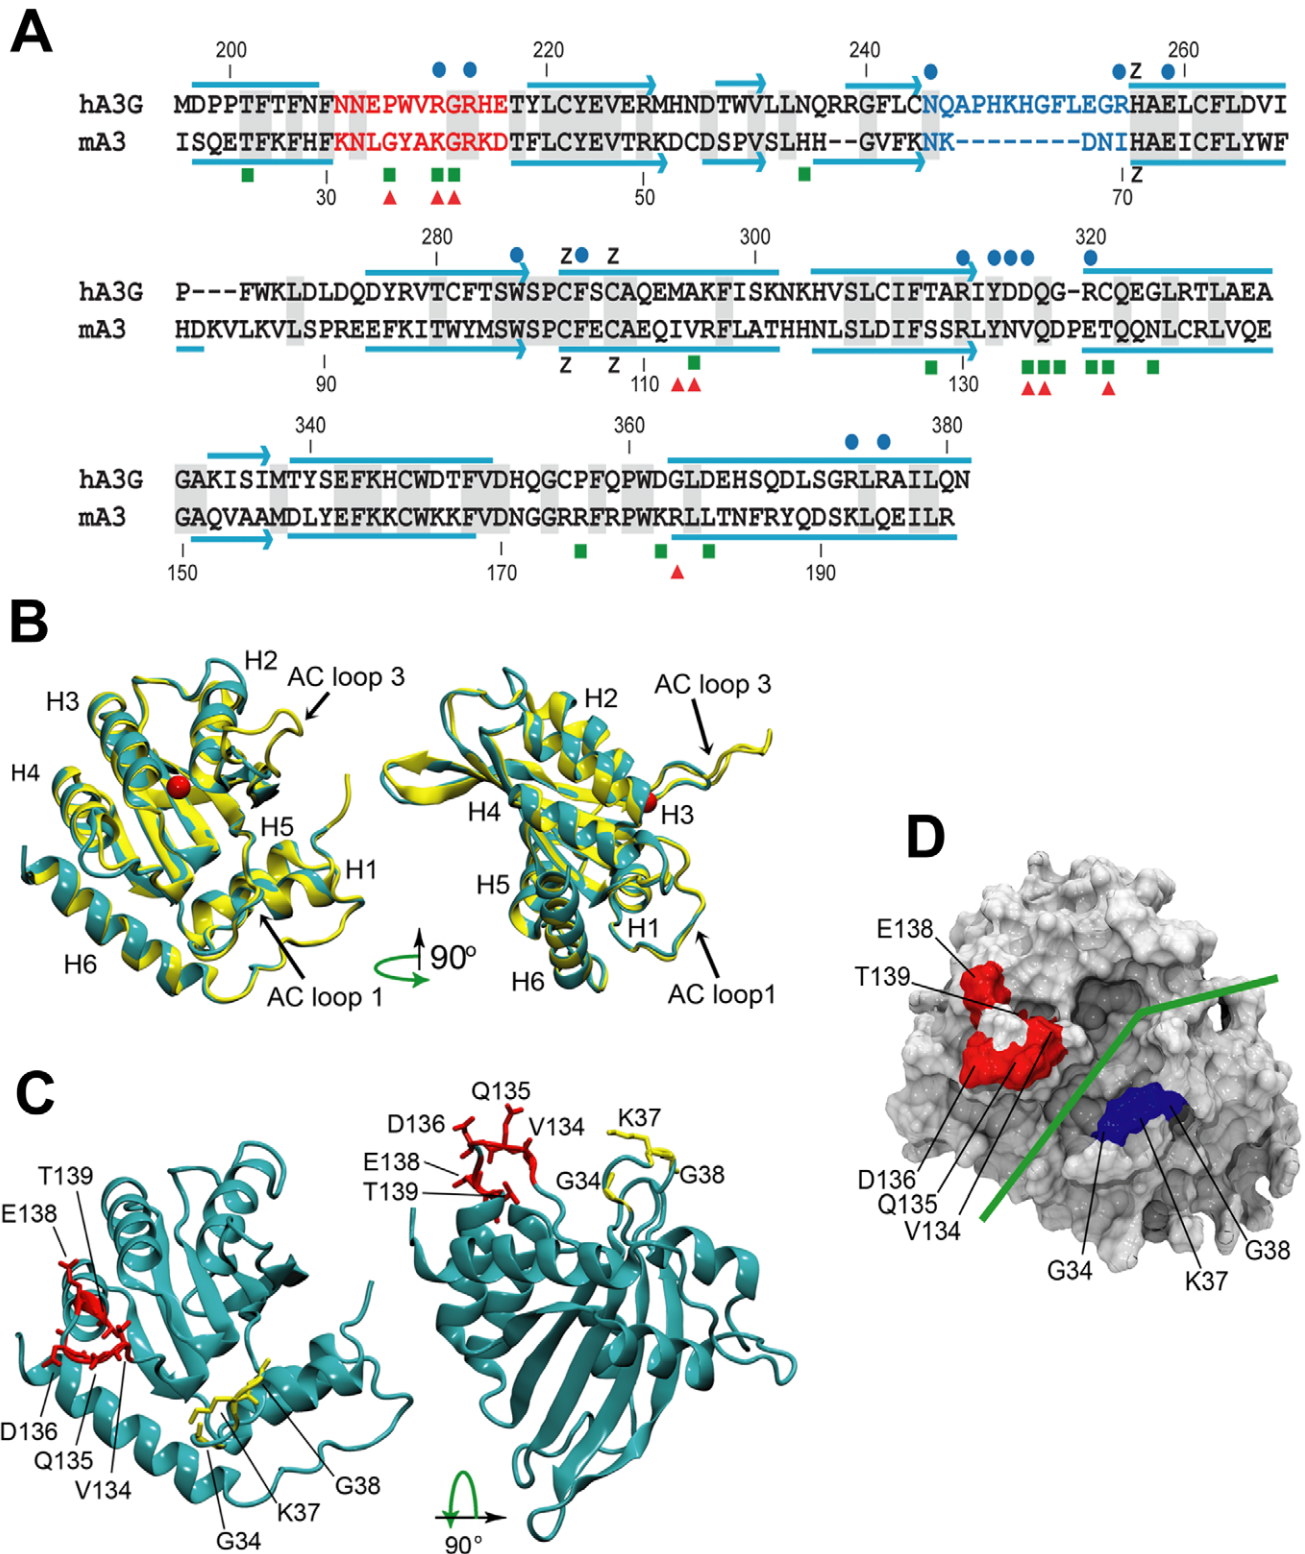 A
200 220 240 260
Z
hA3G MDPPTFTFNFNNEPWVRGRHETYLCYEVERMHNDTWVLLNQRRGFLCNQAPHKHGFLEGRHAELCFLDVI
mA3 ISQETFKFHFKNLGYAKGRKDTFLCYEVTRKDCDSPVSLHH--GVFKNK--------DNIHAEICFLYWF
Z
30 50 70
280 300 320
Z Z
hA3G P---FWKLDLDQDYRVTCFTSWSPCFSCAQEMAKFISKNKHVSLCIFTARIYDDQG-RCQEGLRTLAEA
mA3 HDKVLKVLSPREEFKITWYMSWSPCFECAEQIVRFLATHHNLSLDIFSSRLYNVQDPETQQNLCRLVQE
Z Z
90 110 130
340 360 380
hA3G GAKISIMTYSEFKHCWDTFVDHQGCPFQPWDGLDEHSQDLSGRLRAILQN
mA3 GAQVAAMDLYEFKKCWKKFVDNGGRRFRPWKRLLTNFRYQDSKLQEILR
150 170 190
B
H2
AC loop 3
H3
H4
H5
H1
H6
AC loop 1
90º
H2
AC loop 3
H4
H3
H5
H1
H6
AC loop1
C
T139
E138
D136
Q135
V134
G38
K37
G34
Q135
D136
V134
K37
E138
T139
G34
G38
90º
D
E138
T139
D136
Q135
V134
G34
K37
G38